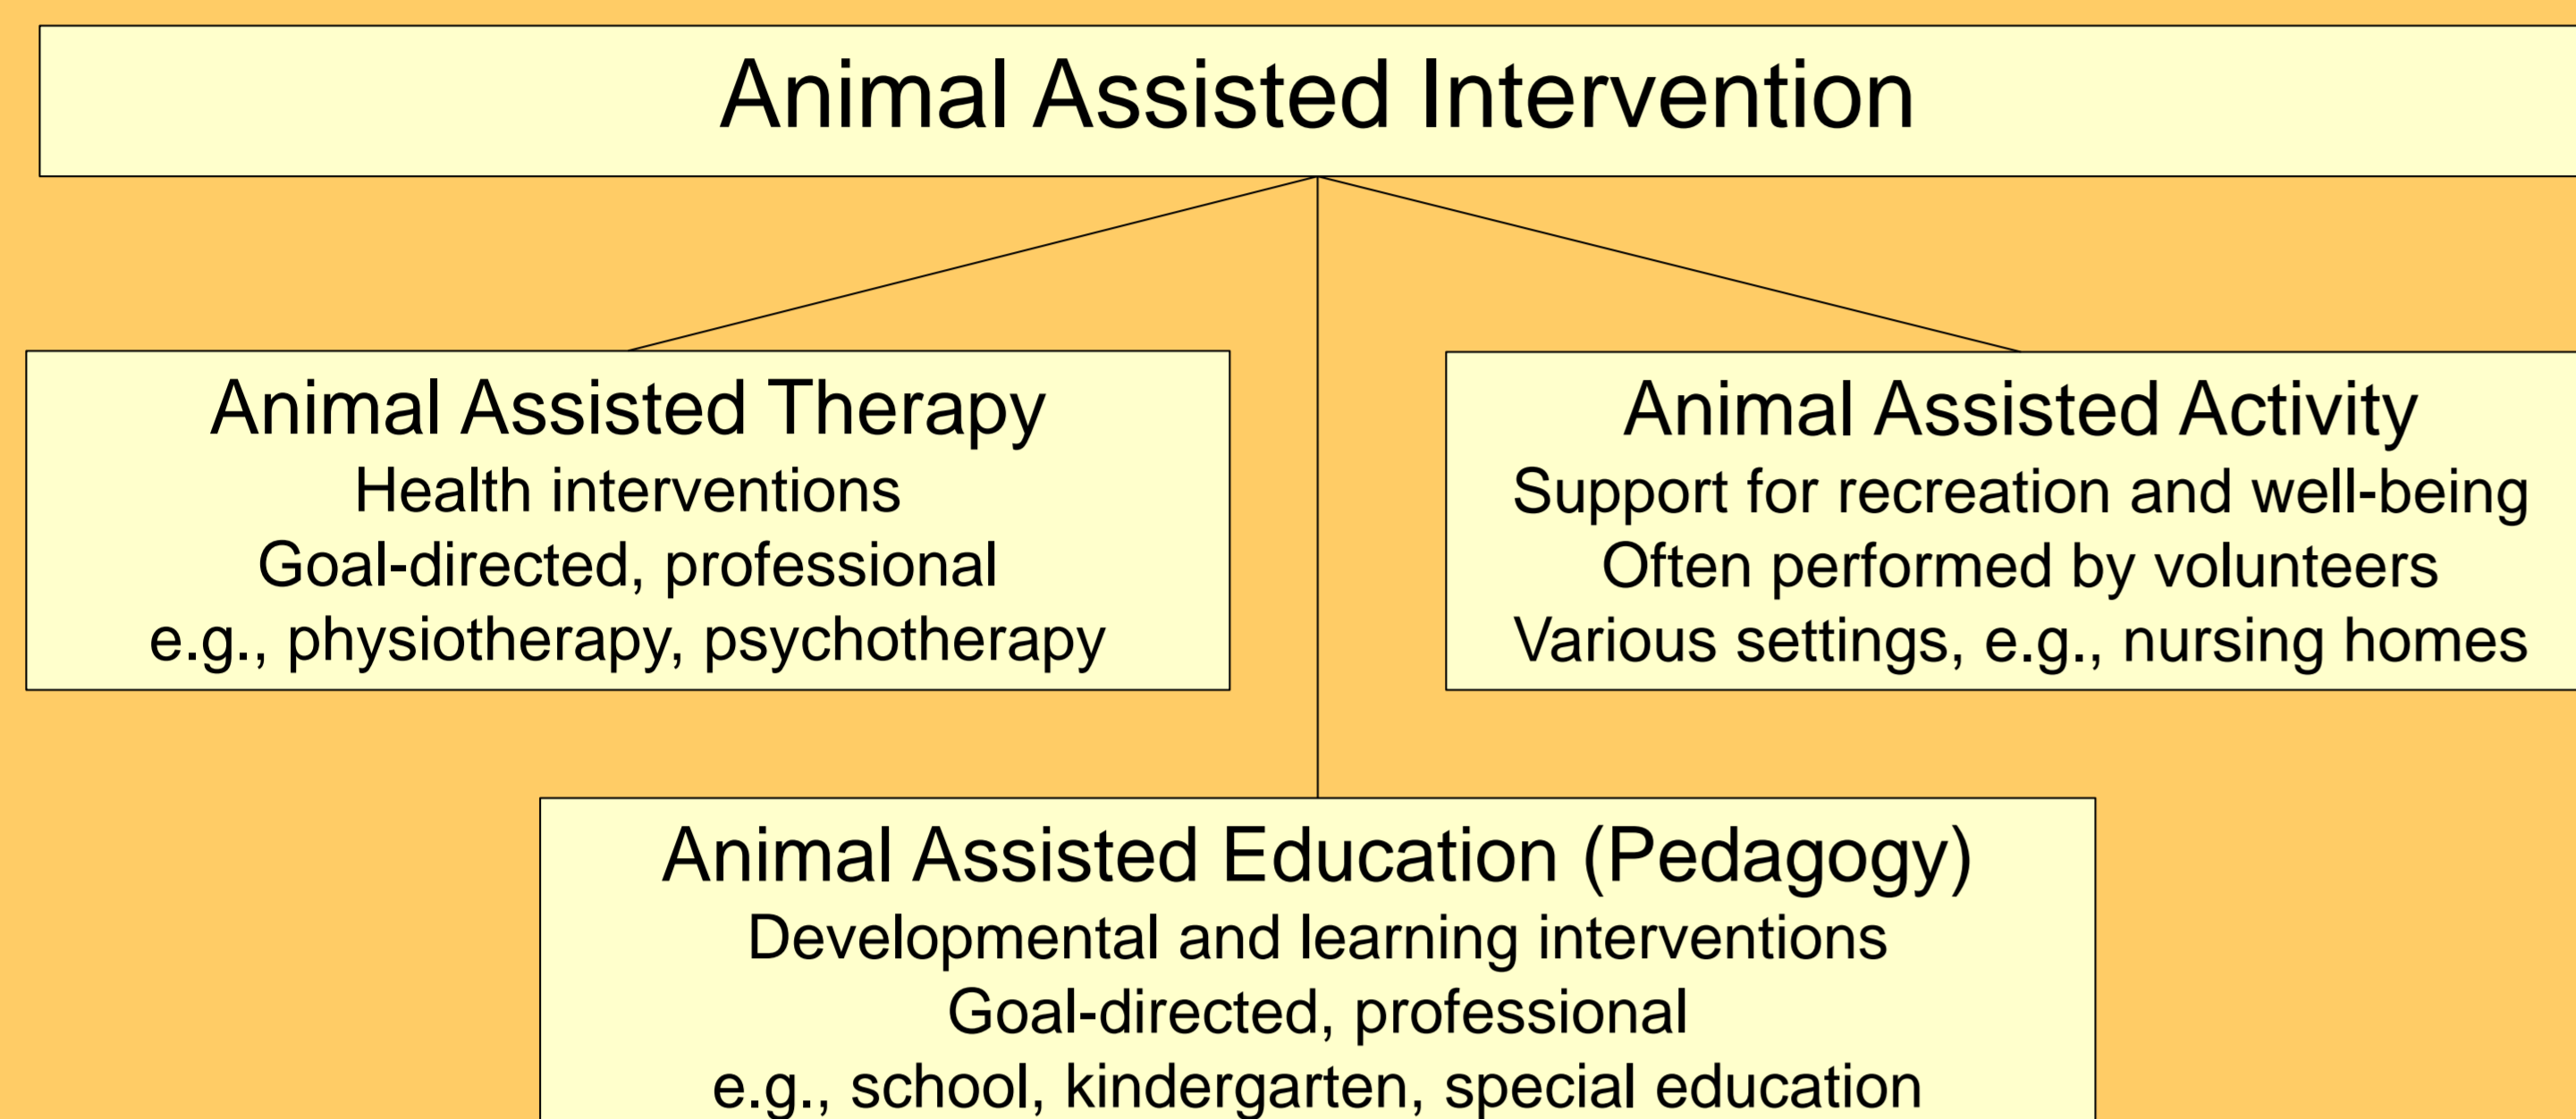 Animal Assisted Intervention
Animal Assisted Therapy
Health interventions
Goal-directed, professional
e.g., physiotherapy, psychotherapy
Animal Assisted Activity
Support for recreation and well-being
Often performed by volunteers
Various settings, e.g., nursing homes
Animal Assisted Education (Pedagogy)
Developmental and learning interventions
Goal-directed, professional
e.g., school, kindergarten, special education